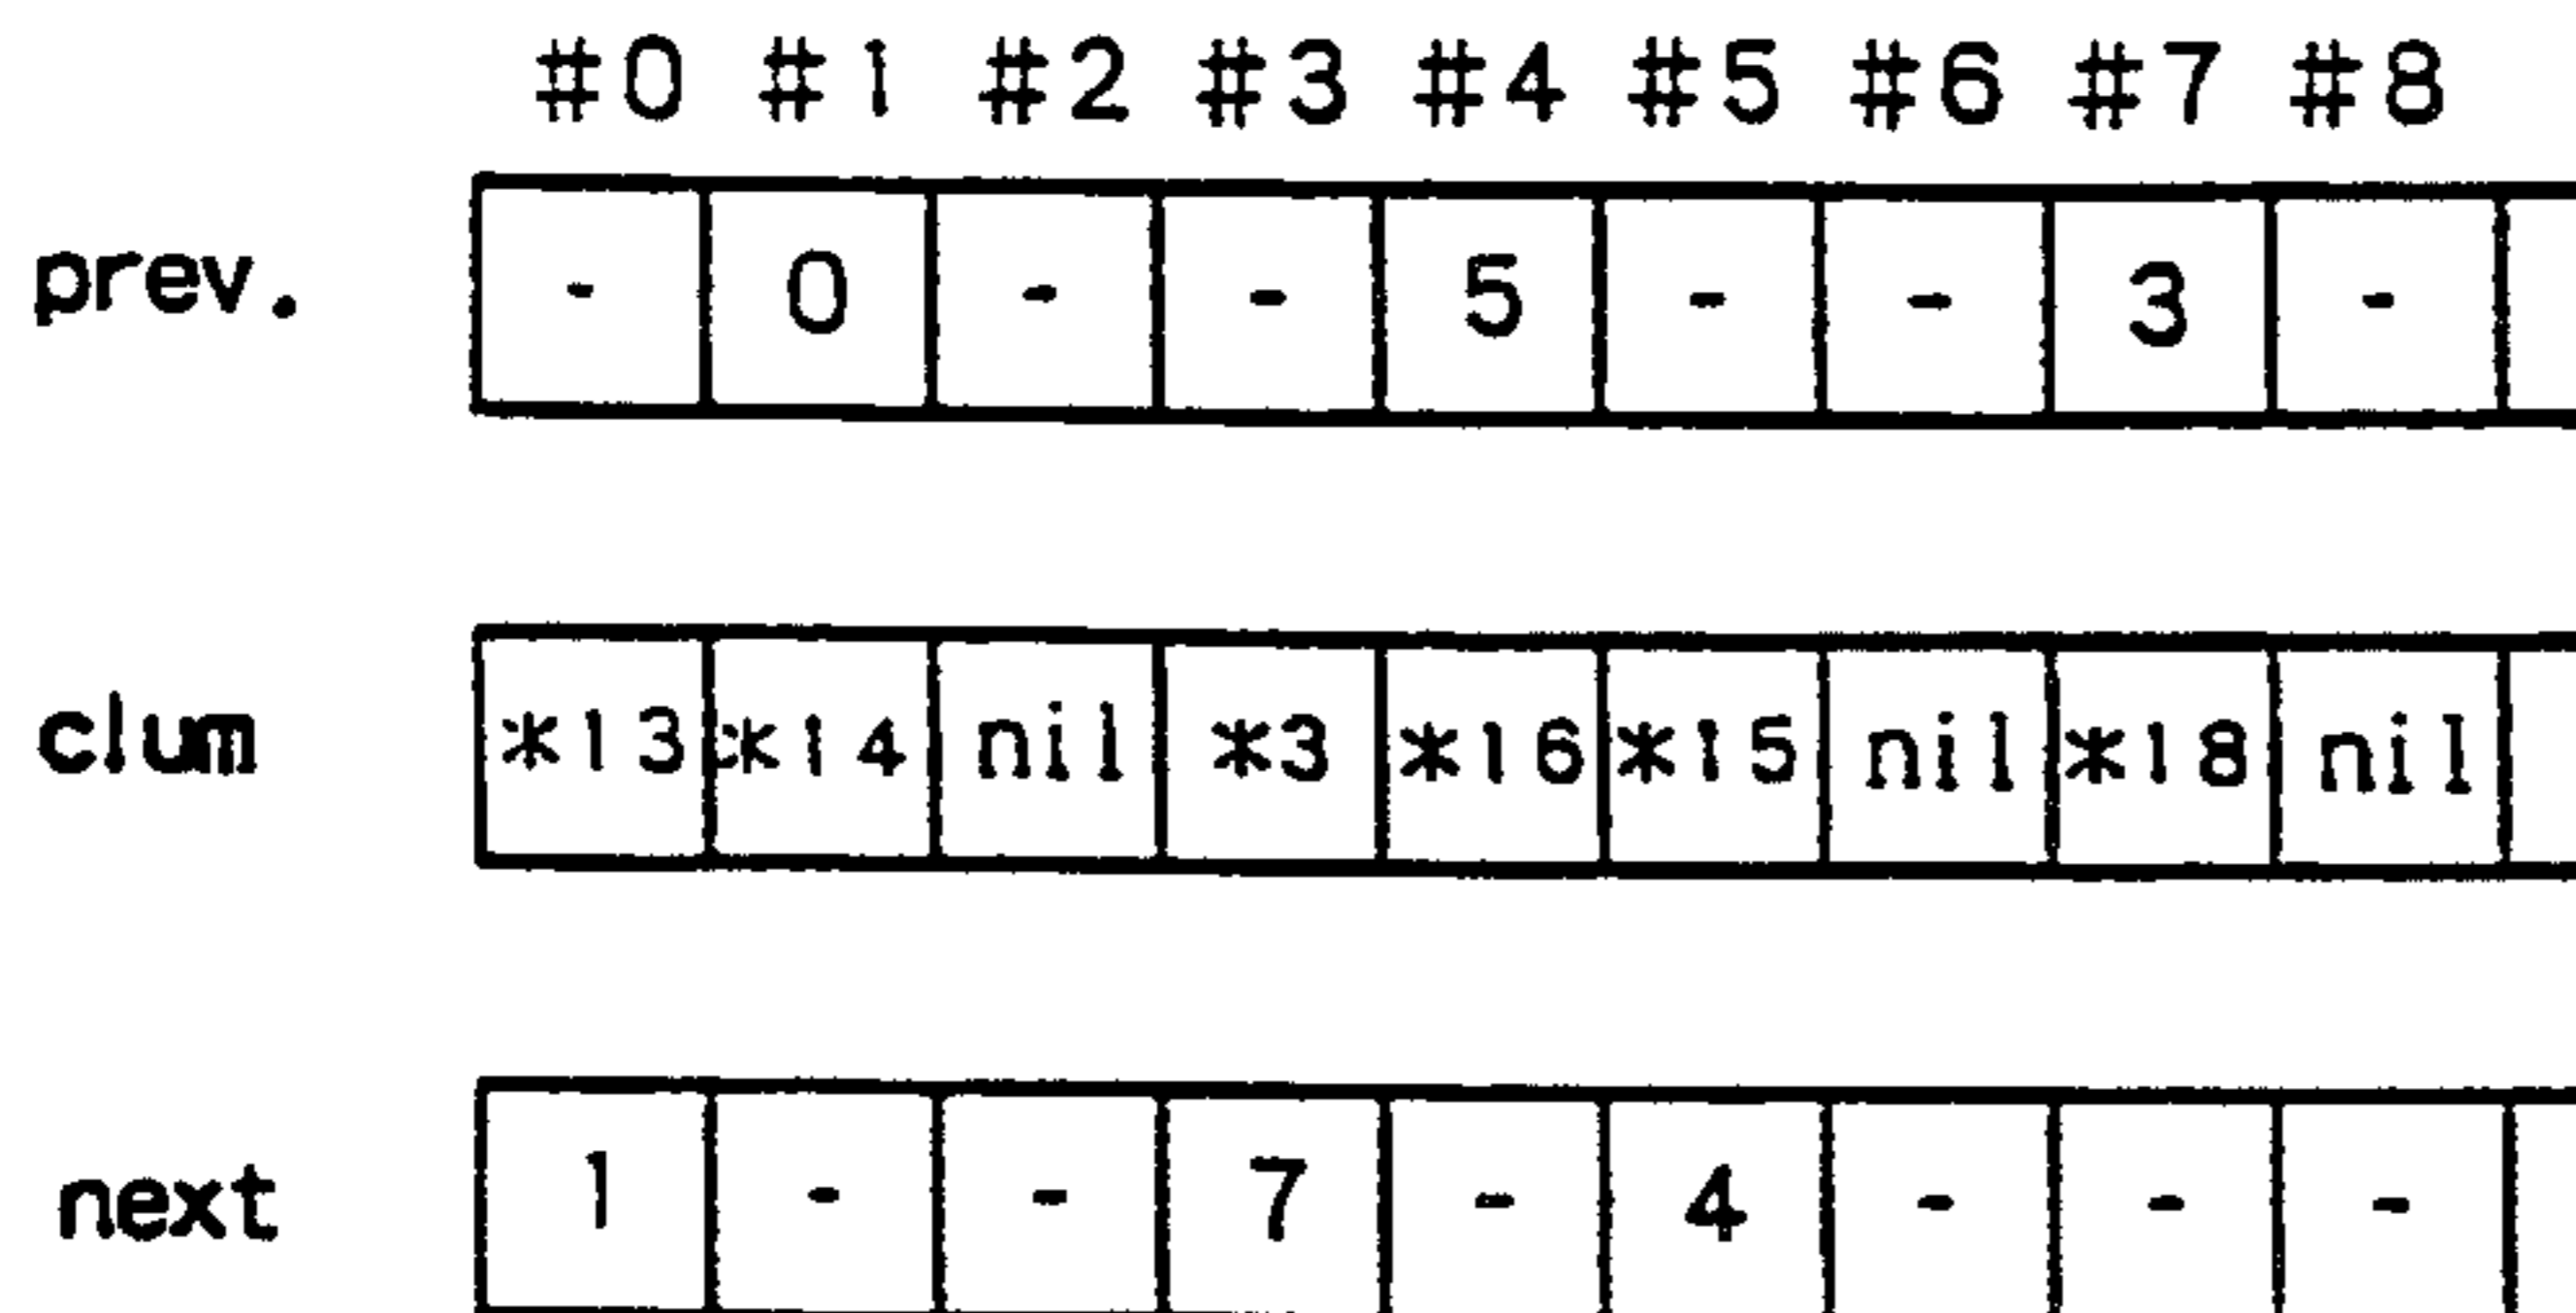 #0 #1 #2 #3 #4 #5 #6 #7 #8
prev. - 0 - - 5 - - 3 -
clum *13 *14 nil *3 *16 *15 nil *18 nil
next 1 - - 7 - 4 - - -